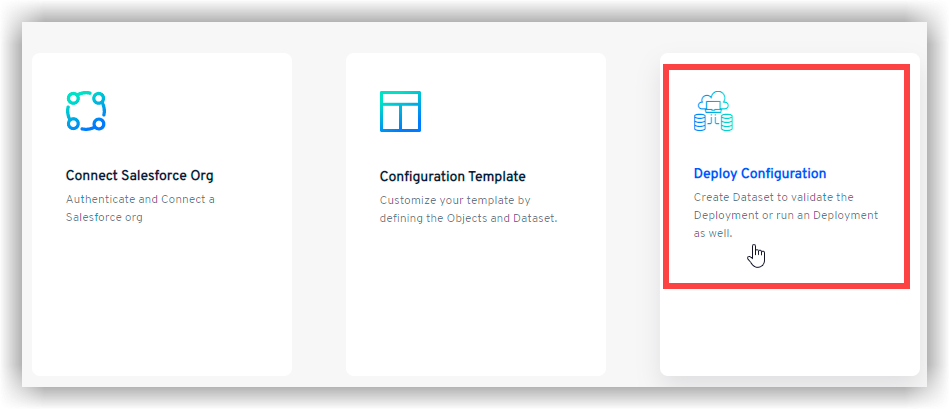 Connect Salesforce Org
Authenticate and Connect a
Salesforce org
Configuration Template
Customize your template by
defining the Objects and Dataset.
Deploy Configuration
Create Dataset to validate the
Deployment or run an Deployment
as well.